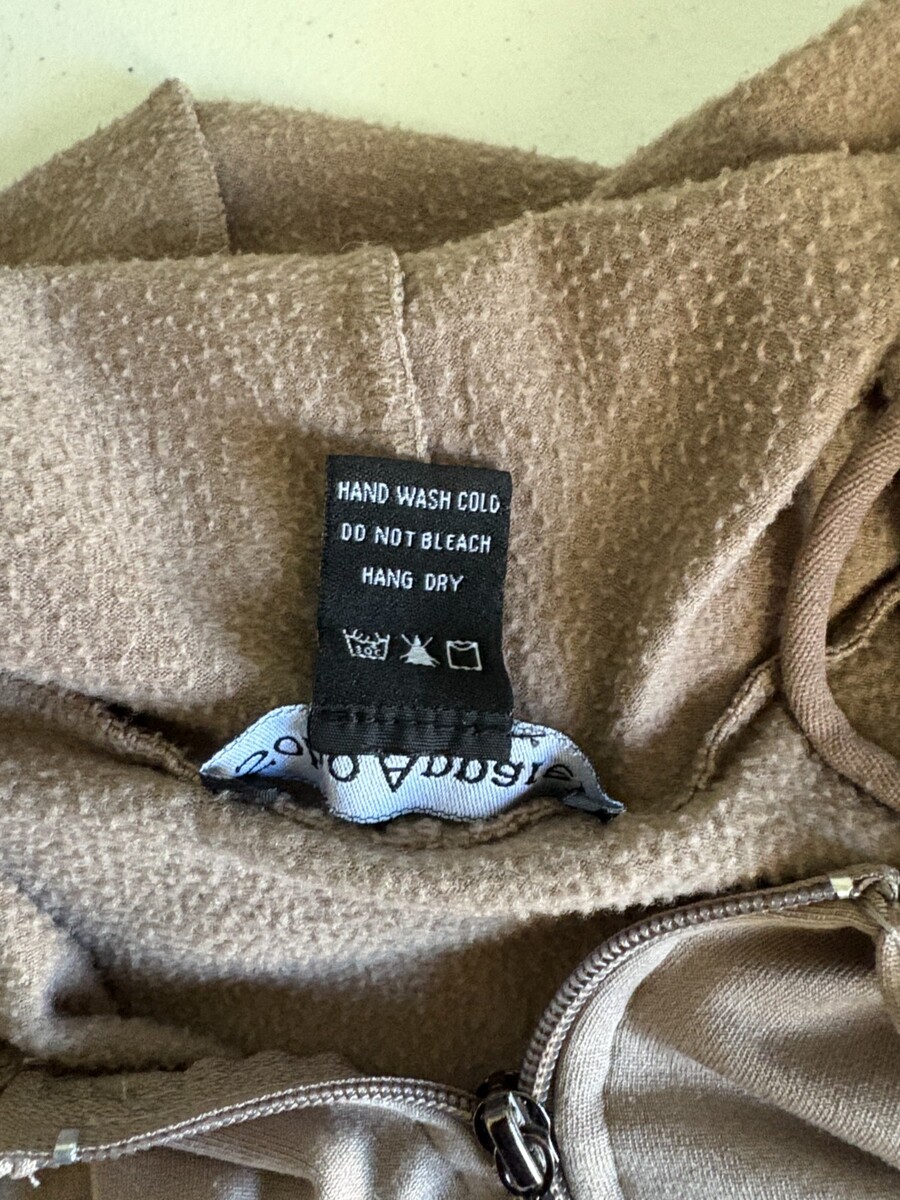 HAND WASH COLD
DO NOT BLEACH
HANG DRY